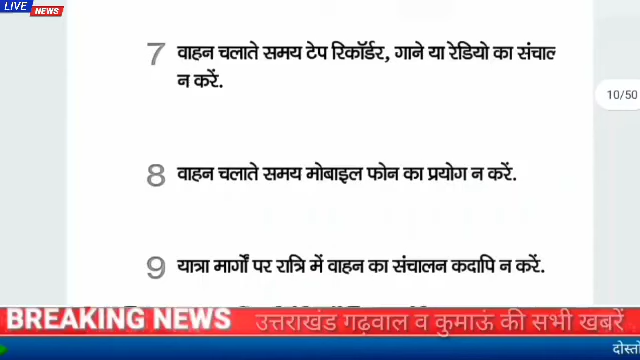 LIVE
NEWS
7 वाहन चलाते समय टेप रिकॉर्डर, गाने या रेडियो का
न करें.
10/50
8 वाहन चलाते समय मोबाइल फोन का प्रयोग न करें.
9 यात्रा मार्गों पर रात्रि में वाहन का संचालन कदापि न करें.
BREAKING NEWS उत्तराखंड गढ़वाल व कुमाऊं की सभी खबरें